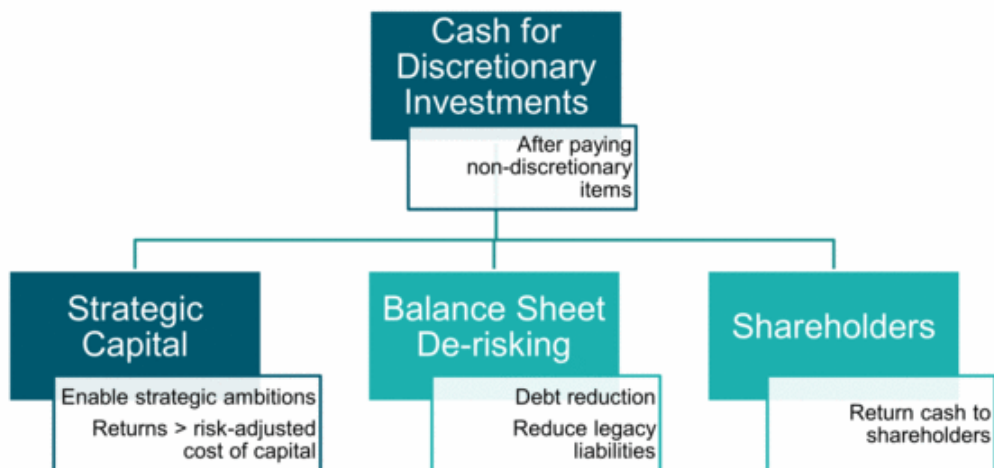 Cash for
Discretionary
Investments
After paying
non-discretionary
items
Strategic
Capital
Enable strategic ambitions
Returns > risk-adjusted
cost of capital
Balance Sheet
De-risking
Debt reduction
Reduce legacy
liabilities
Shareholders
Return cash to
shareholders